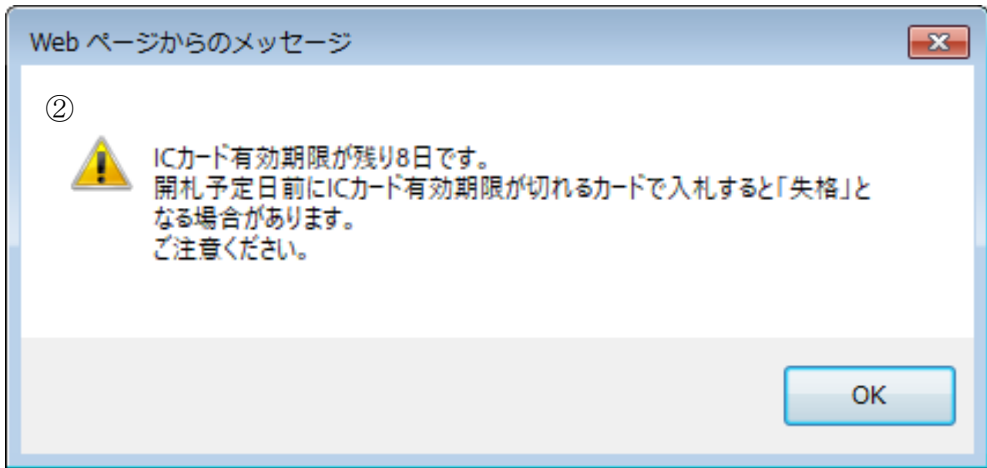 Web ページからのメッセージ
②
ICカード有効期限が残り8日です。
開札予定日前にICカード有効期限が切れるカードで入札すると「失格」と
なる場合があります。
ご注意ください。
OK